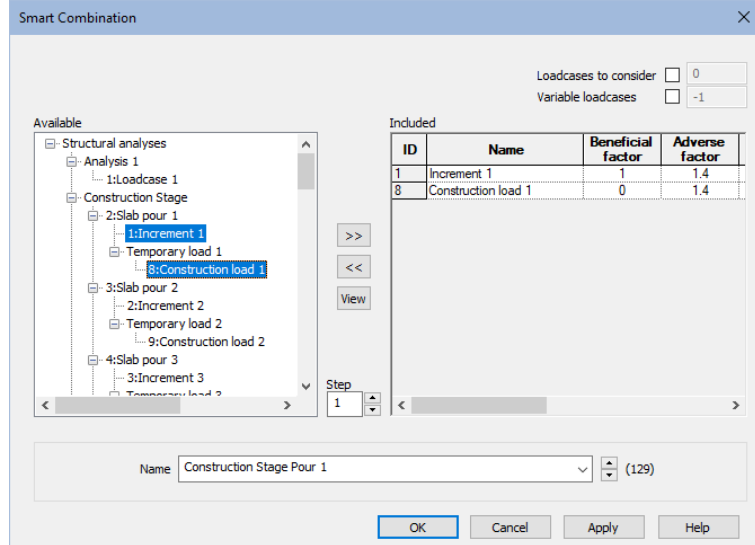 Smart Combination
Loadcases to consider 0
Variable loadcases -1
Available
Included
Structural analyses
Analysis 1
1:Loadcase 1
Construction Stage
2:Slab pour 1
1:Increment 1
Temporary load 1
8:Construction load 1
3:Slab pour 2
2:Increment 2
Temporary load 2
9:Construction load 2
4:Slab pour 3
3:Increment 3
Temporary load 3
>>
<<
View
Step
1
ID Name Beneficial factor Adverse factor
1 Increment 1 1 1.4
8 Construction load 1 0 1.4
Name Construction Stage Pour 1 (129)
OK Cancel Apply Help